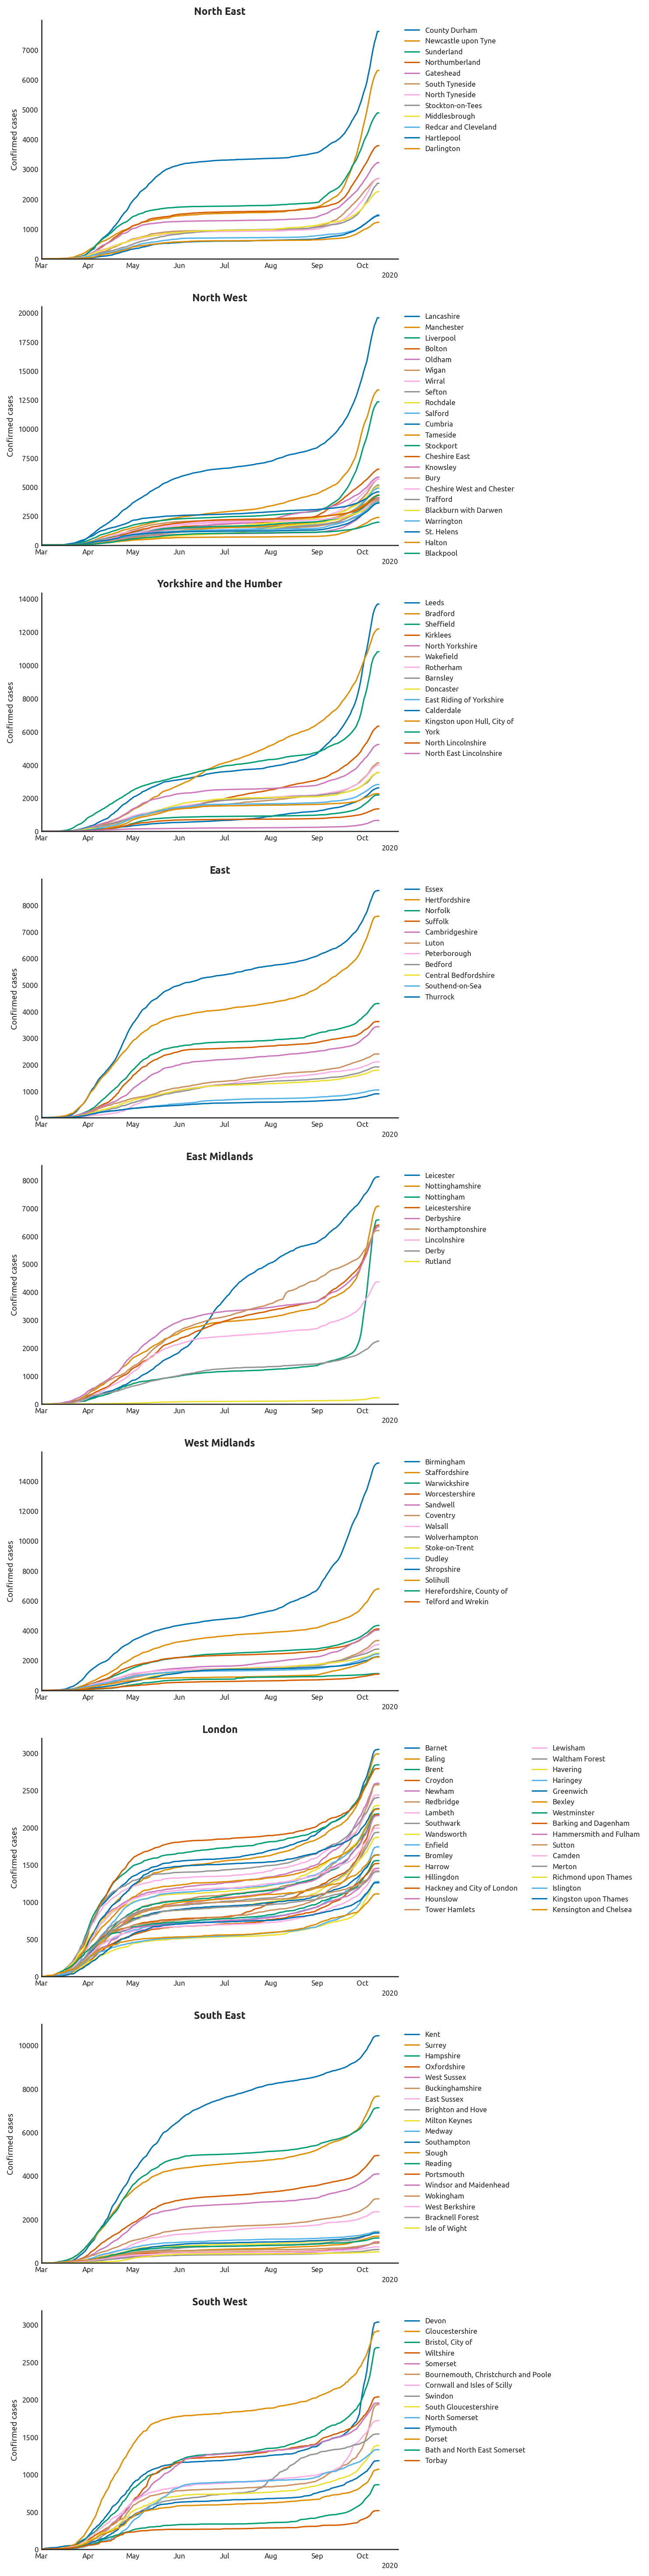 North East
Confirmed cases
7000
6000
5000
4000
3000
2000
1000
0
Mar Apr May Jun Jul Aug Sep Oct
2020
County Durham
Newcastle upon Tyne
Sunderland
Northumberland
Gateshead
South Tyneside
North Tyneside
Stockton-on-Tees
Middlesbrough
Redcar and Cleveland
Hartlepool
Darlington
North West
Confirmed cases
20000
17500
15000
12500
10000
7500
5000
2500
0
Mar Apr May Jun Jul Aug Sep Oct
2020
Lancashire
Manchester
Liverpool
Bolton
Oldham
Wigan
Wirral
Sefton
Rochdale
Salford
Cumbria
Tameside
Stockport
Cheshire East
Knowsley
Bury
Cheshire West and Chester
Trafford
Blackburn with Darwen
Warrington
St. Helens
Halton
Blackpool
Yorkshire and the Humber
Confirmed cases
14000
12000
10000
8000
6000
4000
2000
0
Mar Apr May Jun Jul Aug Sep Oct
2020
Leeds
Bradford
Sheffield
Kirklees
North Yorkshire
Wakefield
Rotherham
Barnsley
Doncaster
East Riding of Yorkshire
Calderdale
Kingston upon Hull, City of
York
North Lincolnshire
North East Lincolnshire
East
Confirmed cases
8000
7000
6000
5000
4000
3000
2000
1000
0
Mar Apr May Jun Jul Aug Sep Oct
2020
Essex
Hertfordshire
Norfolk
Suffolk
Cambridgeshire
Luton
Peterborough
Bedford
Central Bedfordshire
Southend-on-Sea
Thurrock
East Midlands
Confirmed cases
8000
7000
6000
5000
4000
3000
2000
1000
0
Mar Apr May Jun Jul Aug Sep Oct
2020
Leicester
Nottinghamshire
Nottingham
Leicestershire
Derbyshire
Northamptonshire
Lincolnshire
Derby
Rutland
West Midlands
Confirmed cases
14000
12000
10000
8000
6000
4000
2000
0
Mar Apr May Jun Jul Aug Sep Oct
2020
Birmingham
Staffordshire
Warwickshire
Worcestershire
Sandwell
Coventry
Walsall
Wolverhampton
Stoke-on-Trent
Dudley
Shropshire
Solihull
Herefordshire, County of
Telford and Wrekin
London
Confirmed cases
3000
2500
2000
1500
1000
500
0
Mar Apr May Jun Jul Aug Sep Oct
2020
Barnet
Ealing
Brent
Croydon
Newham
Redbridge
Lambeth
Southwark
Wandsworth
Enfield
Bromley
Harrow
Hillingdon
Hackney and City of London
Hounslow
Tower Hamlets
Lewisham
Waltham Forest
Havering
Haringey
Greenwich
Bexley
Westminster
Barking and Dagenham
Hammersmith and Fulham
Sutton
Camden
Merton
Richmond upon Thames
Islington
Kingston upon Thames
Kensington and Chelsea
South East
Confirmed cases
10000
8000
6000
4000
2000
0
Mar Apr May Jun Jul Aug Sep Oct
2020
Kent
Surrey
Hampshire
Oxfordshire
West Sussex
Buckinghamshire
East Sussex
Brighton and Hove
Milton Keynes
Medway
Southampton
Slough
Reading
Portsmouth
Windsor and Maidenhead
Wokingham
West Berkshire
Bracknell Forest
Isle of Wight
South West
Confirmed cases
3000
2500
2000
1500
1000
500
0
Mar Apr May Jun Jul Aug Sep Oct
2020
Devon
Gloucestershire
Bristol, City of
Wiltshire
Somerset
Bournemouth, Christchurch and Poole
Cornwall and Isles of Scilly
Swindon
South Gloucestershire
North Somerset
Plymouth
Dorset
Bath and North East Somerset
Torbay